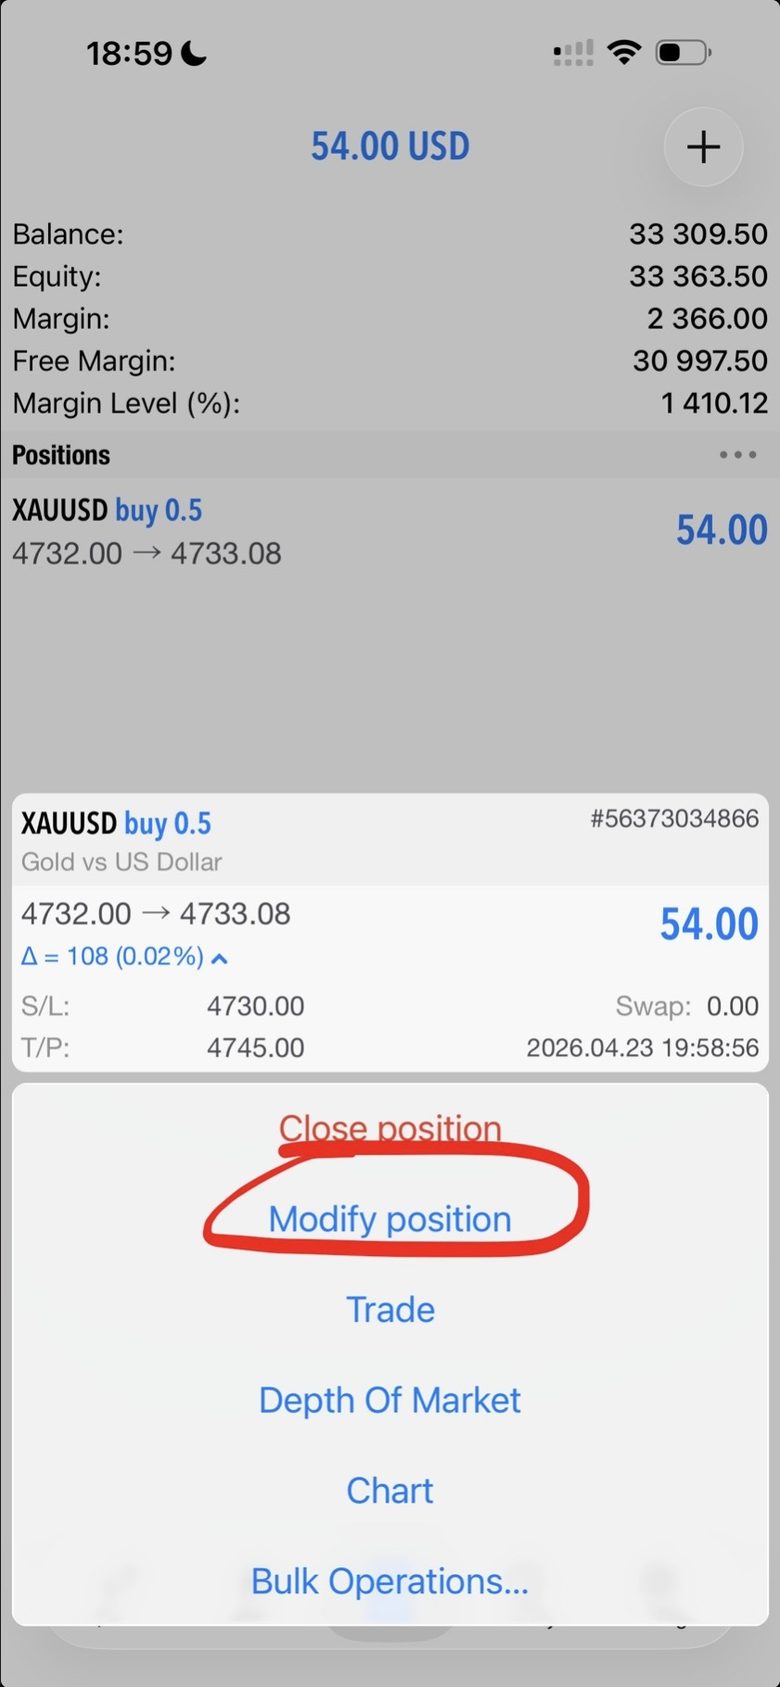 18:59
54.00 USD
+
Balance: 33 309.50
Equity: 33 363.50
Margin: 2 366.00
Free Margin: 30 997.50
Margin Level (%): 1 410.12
Positions
XAUUSD buy 0.5
54.00
4732.00 → 4733.08
XAUUSD buy 0.5 #56373034866
Gold vs US Dollar
4732.00 → 4733.08
54.00
Δ = 108 (0.02%)
S/L: 4730.00 Swap: 0.00
T/P: 4745.00 2026.04.23 19:58:56
Close position
Modify position
Trade
Depth Of Market
Chart
Bulk Operations...